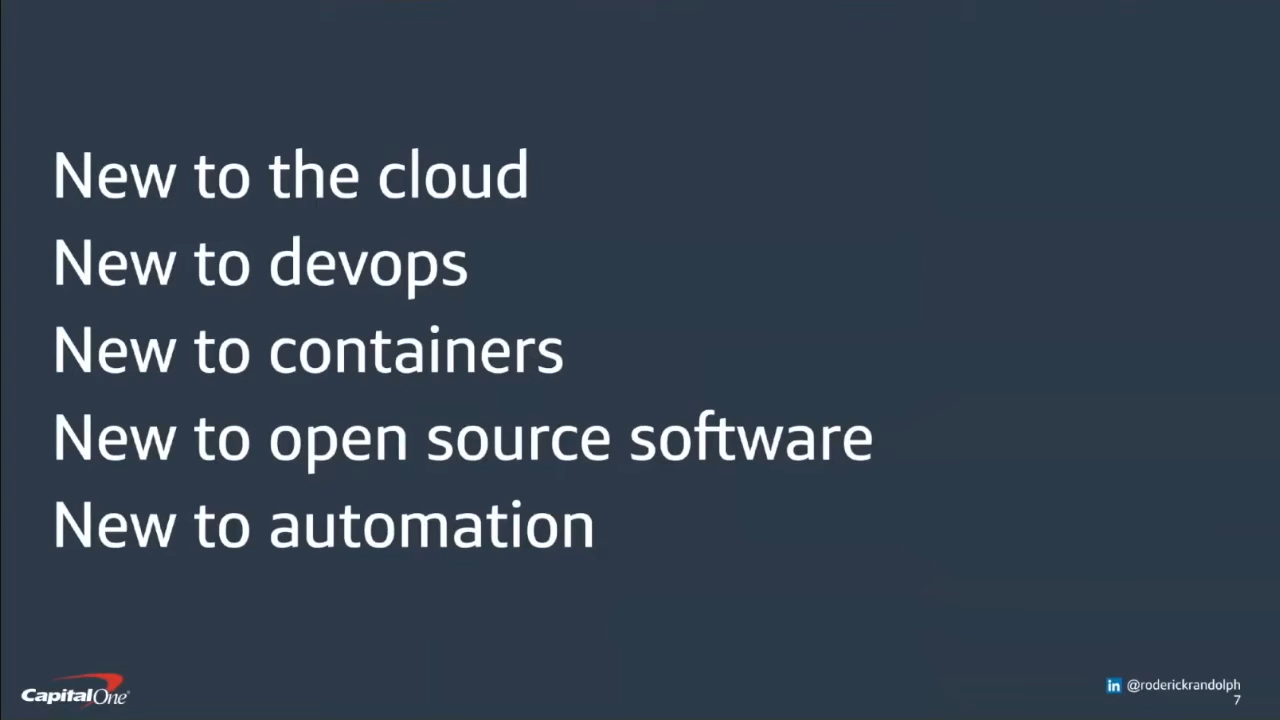 New to the cloud
New to devops
New to containers
New to open source software
New to automation
CapitalOne
in @roderickrandolph
7